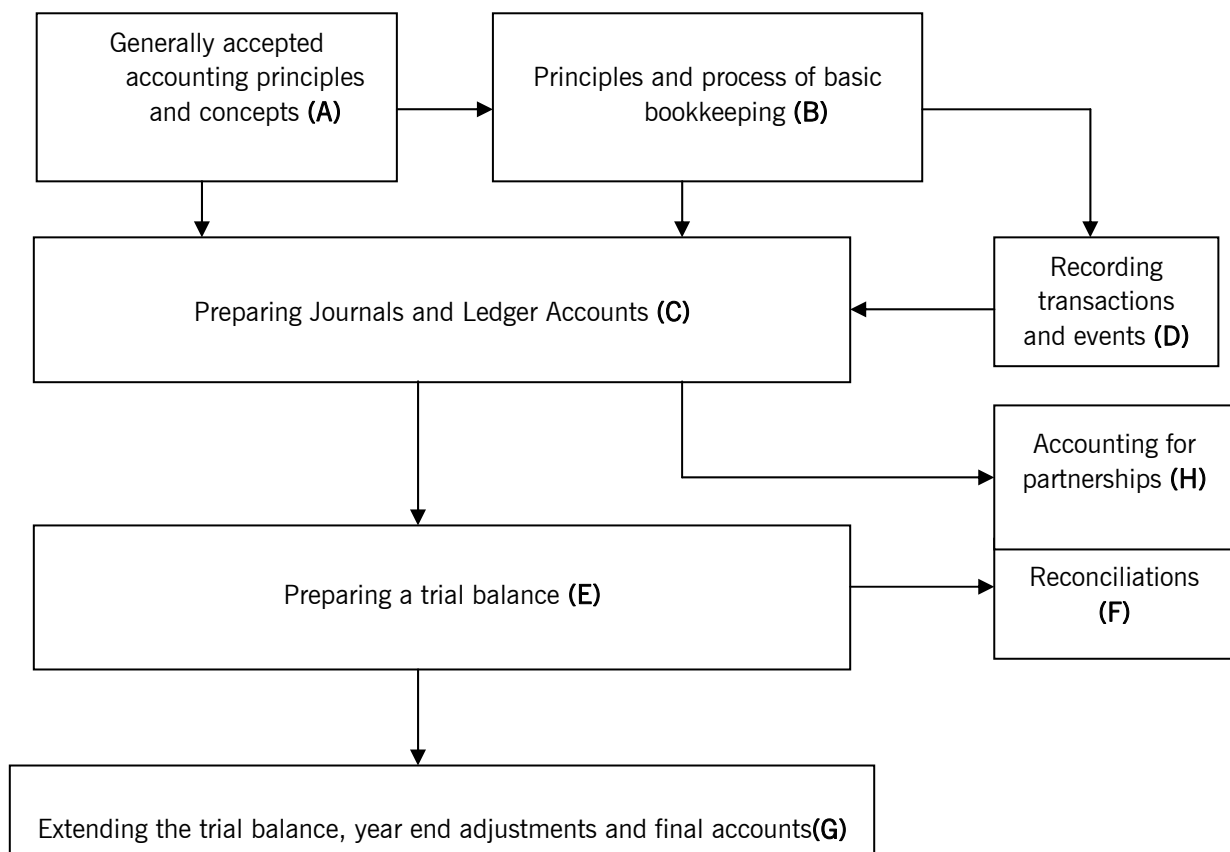 Generally accepted
accounting principles
and concepts (A)
Principles and process of basic
bookkeeping (B)
Preparing Journals and Ledger Accounts (C)
Recording
transactions
and events (D)
Accounting for
partnerships (H)
Preparing a trial balance (E)
Reconciliations
(F)
Extending the trial balance, year end adjustments and final accounts(G)